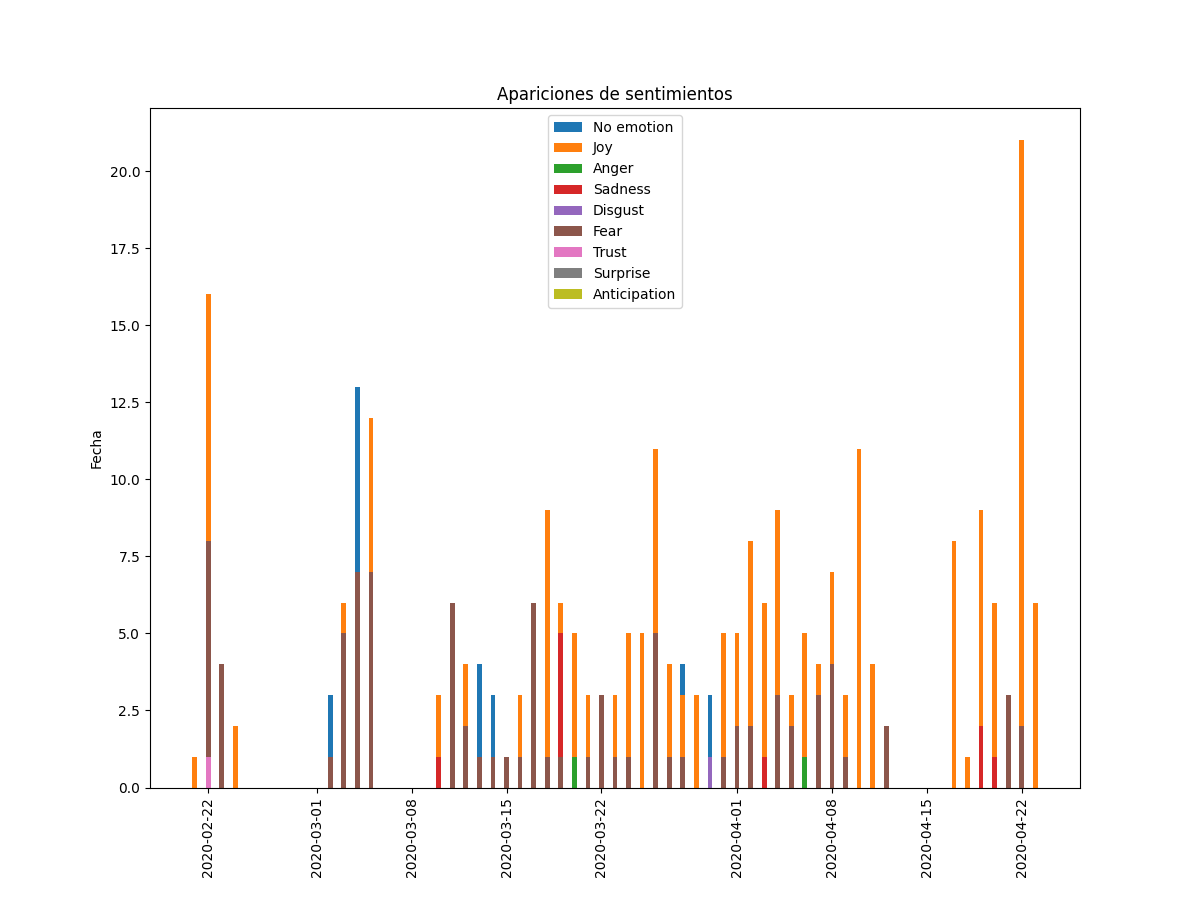 Apariciones de sentimientos
No emotion
Joy
Anger
Sadness
Disgust
Fear
Trust
Surprise
Anticipation
Fecha
20.0
17.5
15.0
12.5
10.0
7.5
5.0
2.5
0.0
2020-02-22
2020-03-01
2020-03-08
2020-03-15
2020-03-22
2020-04-01
2020-04-08
2020-04-15
2020-04-22